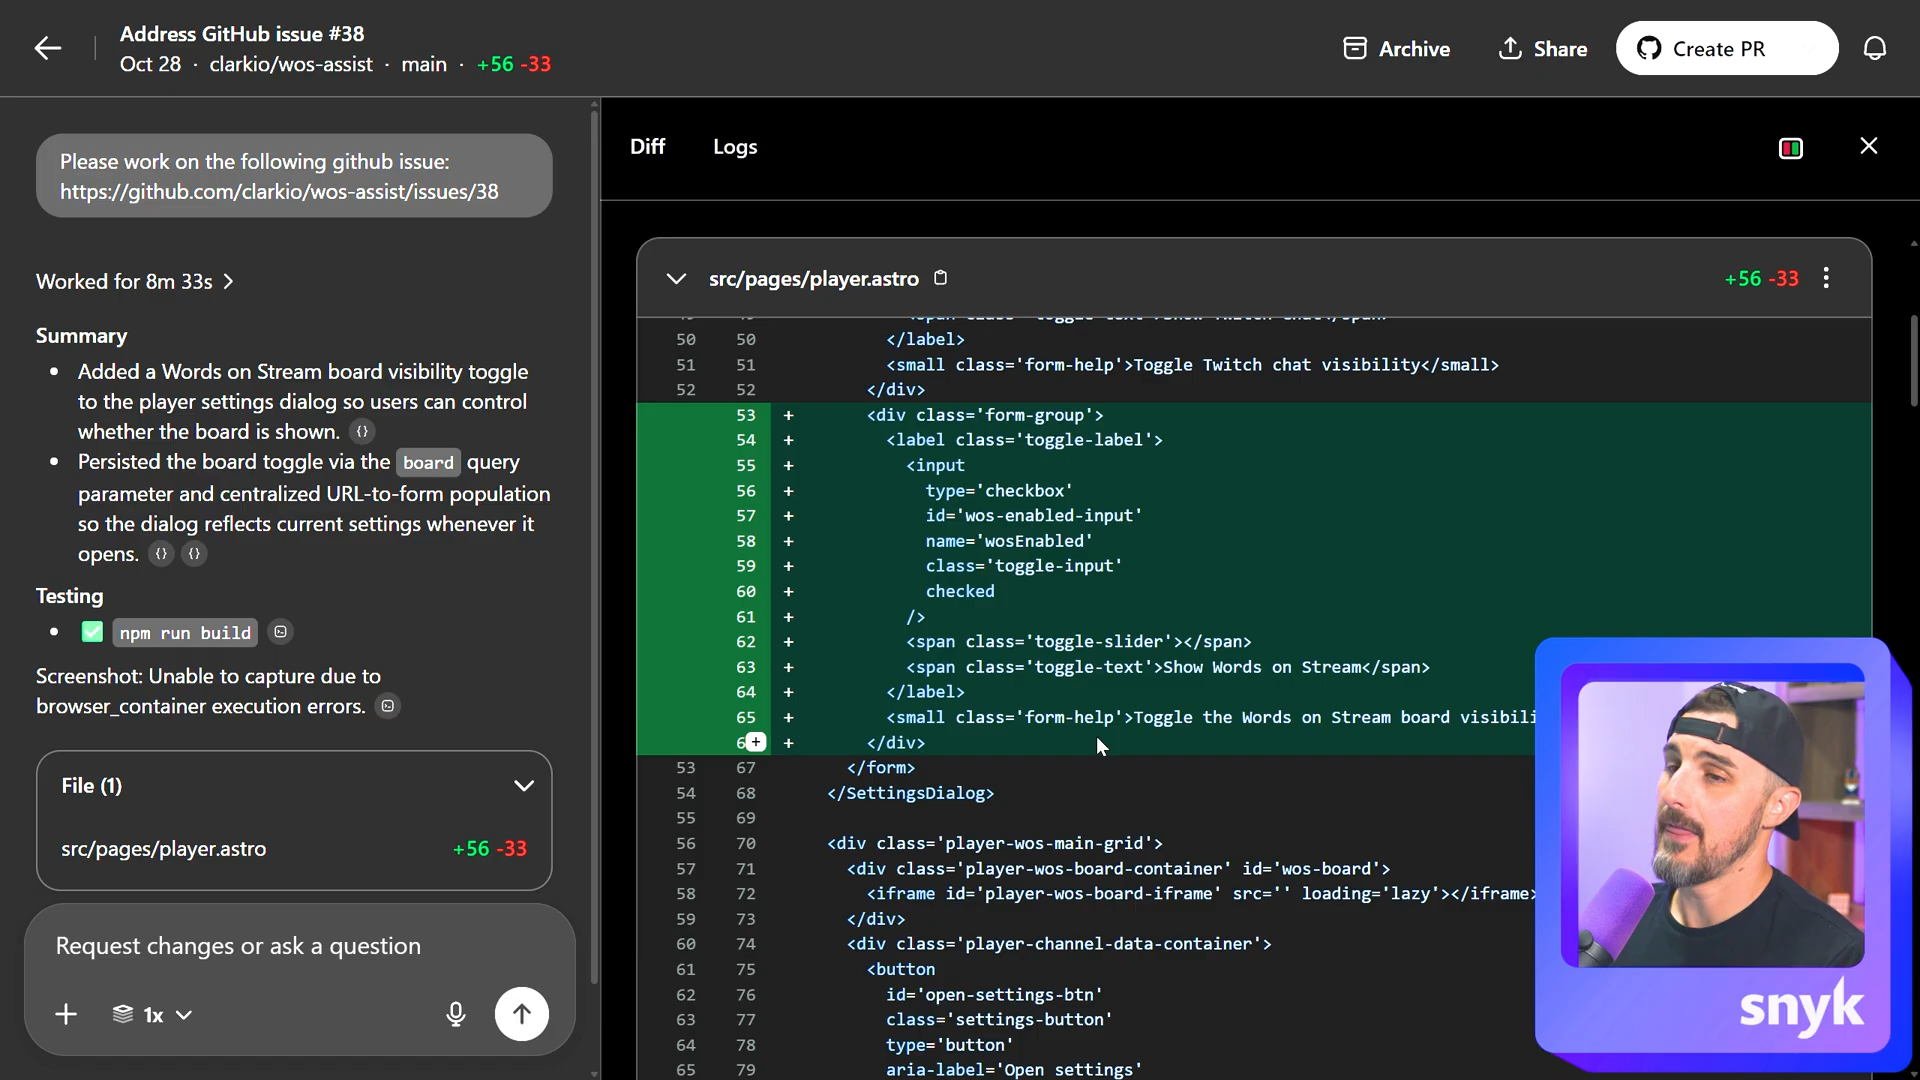 Address GitHub issue #38
Oct 28 · clarkio/wos-assist · main · +56 -33
Archive
Share
Create PR
Please work on the following github issue:
https://github.com/clarkio/wos-assist/issues/38
Worked for 8m 33s
Summary
• Added a Words on Stream board visibility toggle
to the player settings dialog so users can control
whether the board is shown.
• Persisted the board toggle via the board query
parameter and centralized URL-to-form population
so the dialog reflects current settings whenever it
opens.
Testing
• npm run build
Screenshot: Unable to capture due to
browser_container execution errors.
File (1)
src/pages/player.astro +56 -33
Request changes or ask a question
1x
Diff
Logs
src/pages/player.astro +56 -33
50 50 </label>
51 51 <small class='form-help'>Toggle Twitch chat visibility</small>
52 52 </div>
53 + <div class='form-group'>
54 + <label class='toggle-label'>
55 + <input
56 + type='checkbox'
57 + id='wos-enabled-input'
58 + name='wosEnabled'
59 + class='toggle-input'
60 + checked
61 + />
62 + <span class='toggle-slider'></span>
63 + <span class='toggle-text'>Show Words on Stream</span>
64 + </label>
65 + <small class='form-help'>Toggle the Words on Stream board visibili
+ </div>
53 67 </form>
54 68 </SettingsDialog>
55 69
56 70 <div class='player-wos-main-grid'>
57 71 <div class='player-wos-board-container' id='wos-board'>
58 72 <iframe id='player-wos-board-iframe' src='' loading='lazy'></iframe>
59 73 </div>
60 74 <div class='player-channel-data-container'>
61 75 <button
62 76 id='open-settings-btn'
63 77 class='settings-button'
64 78 type='button'
65 79 aria-label='Open settings'
snyk